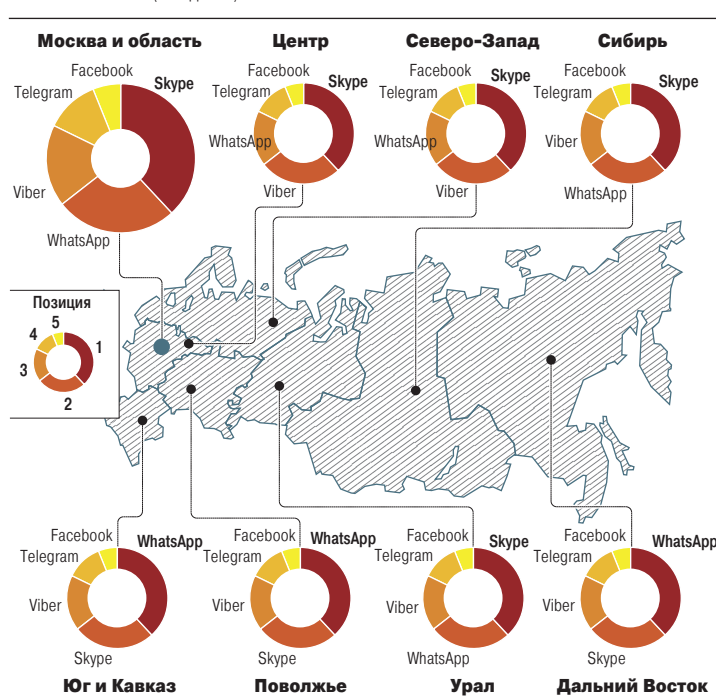 Москва и область
Центр
Северо-Запад
Сибирь
Facebook
Skype
Telegram
Viber
WhatsApp
Facebook
Skype
Telegram
WhatsApp
Viber
Facebook
Skype
Telegram
WhatsApp
Viber
Facebook
Skype
Telegram
Viber
WhatsApp
Позиция
5
4
1
3
2
Facebook
WhatsApp
Telegram
Viber
Skype
Facebook
WhatsApp
Telegram
Viber
Skype
Facebook
Skype
Telegram
Viber
WhatsApp
Facebook
WhatsApp
Telegram
Viber
Skype
Юг и Кавказ
Поволжье
Урал
Дальний Восток